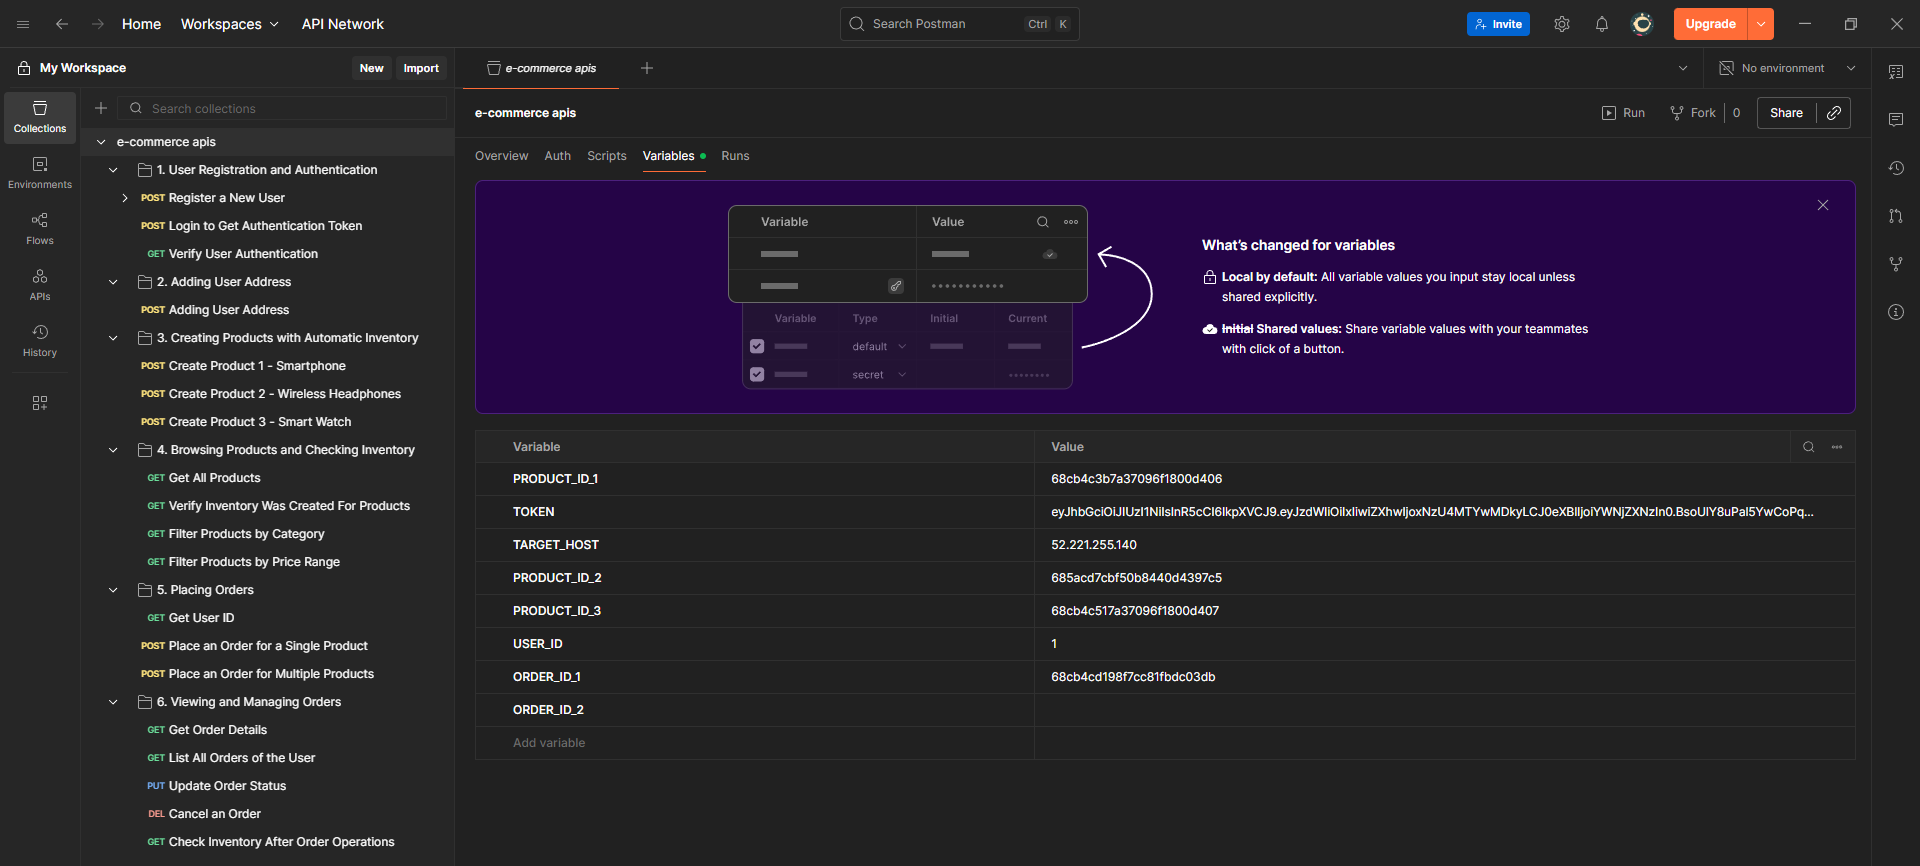 Home Workspaces API Network Search Postman Ctrl K Invite Upgrade
My Workspace New Import e-commerce apis No environment
Collections
Environments
Flows
APIs
History
Search collections
e-commerce apis
1. User Registration and Authentication
POST Register a New User
POST Login to Get Authentication Token
GET Verify User Authentication
2. Adding User Address
POST Adding User Address
3. Creating Products with Automatic Inventory
POST Create Product 1 - Smartphone
POST Create Product 2 - Wireless Headphones
POST Create Product 3 - Smart Watch
4. Browsing Products and Checking Inventory
GET Get All Products
GET Verify Inventory Was Created For Products
GET Filter Products by Category
GET Filter Products by Price Range
5. Placing Orders
GET Get User ID
POST Place an Order for a Single Product
POST Place an Order for Multiple Products
6. Viewing and Managing Orders
GET Get Order Details
GET List All Orders of the User
PUT Update Order Status
DEL Cancel an Order
GET Check Inventory After Order Operations
e-commerce apis Run Fork 0 Share
Overview Auth Scripts Variables Runs
Variable Value
Variable Type Initial Current
default
secret
What's changed for variables
Local by default: All variable values you input stay local unless
shared explicitly.
Initial Shared values: Share variable values with your teammates
with click of a button.
Variable Value
PRODUCT_ID_1 68cb4c3b7a37096f1800d406
TOKEN
TARGET_HOST 52.221.255.140
PRODUCT_ID_2 685acd7cbf50b8440d4397c5
PRODUCT_ID_3 68cb4c517a37096f1800d407
USER_ID 1
ORDER_ID_1 68cb4cd198f7cc81fbdc03db
ORDER_ID_2
Add variable